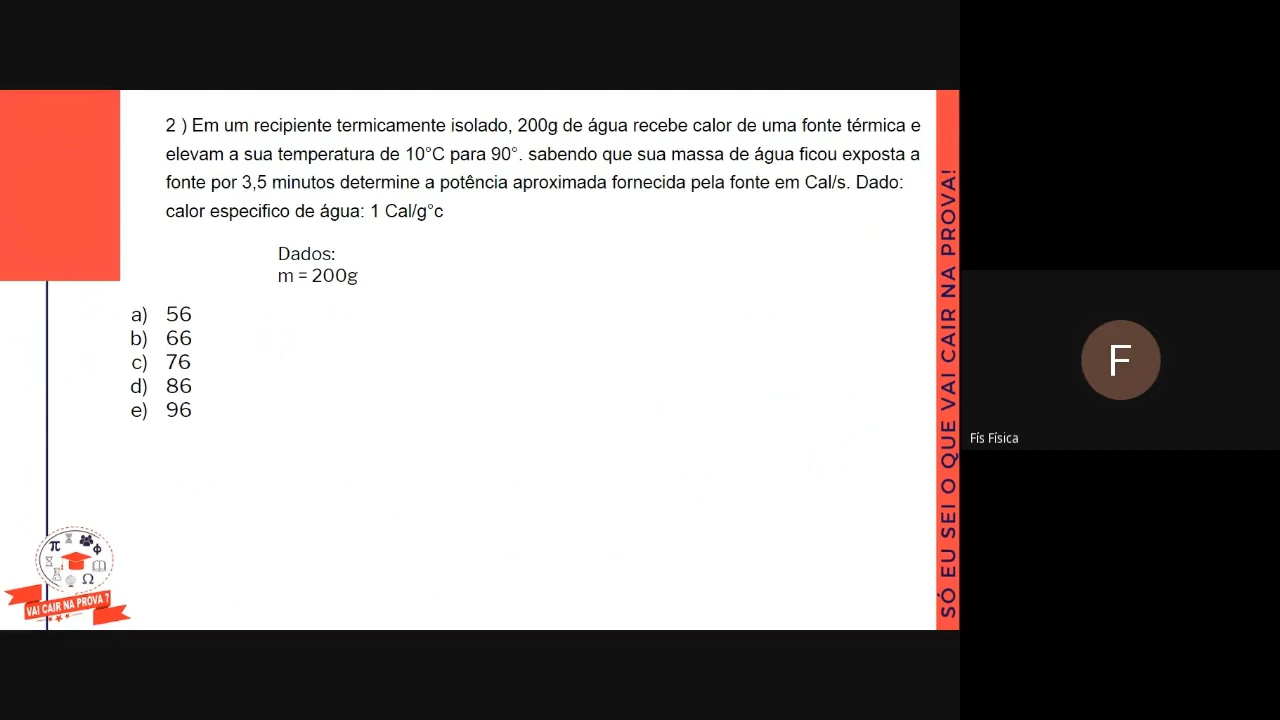 2 ) Em um recipiente termicamente isolado, 200g de água recebe calor de uma fonte térmica e
elevam a sua temperatura de 10°C para 90°. sabendo que sua massa de água ficou exposta a
fonte por 3,5 minutos determine a potência aproximada fornecida pela fonte em Cal/s. Dado:
calor especifico de água: 1 Cal/g°c
Dados:
m = 200g
a) 56
b) 66
c) 76
d) 86
e) 96
π
Φ
Ω
VAI CAIR NA PROVA ?
SÓ EU SEI O QUE VAI CAIR NA PROVA!
F
Fís Física